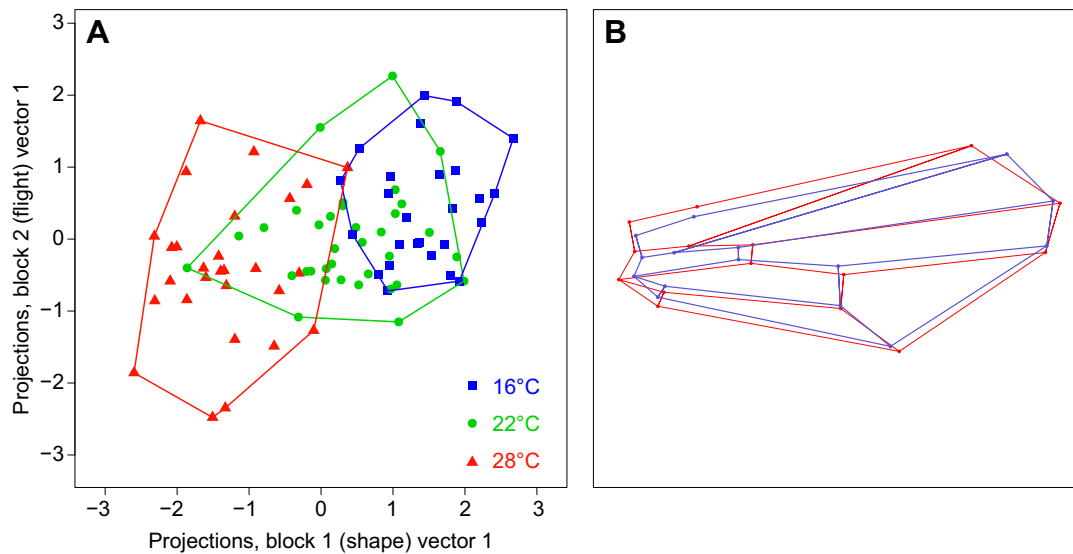 A
B
Projections, block 2 (flight) vector 1
3
2
1
0
−1
−2
−3
16°C
22°C
28°C
−3 −2 −1 0 1 2 3
Projections, block 1 (shape) vector 1